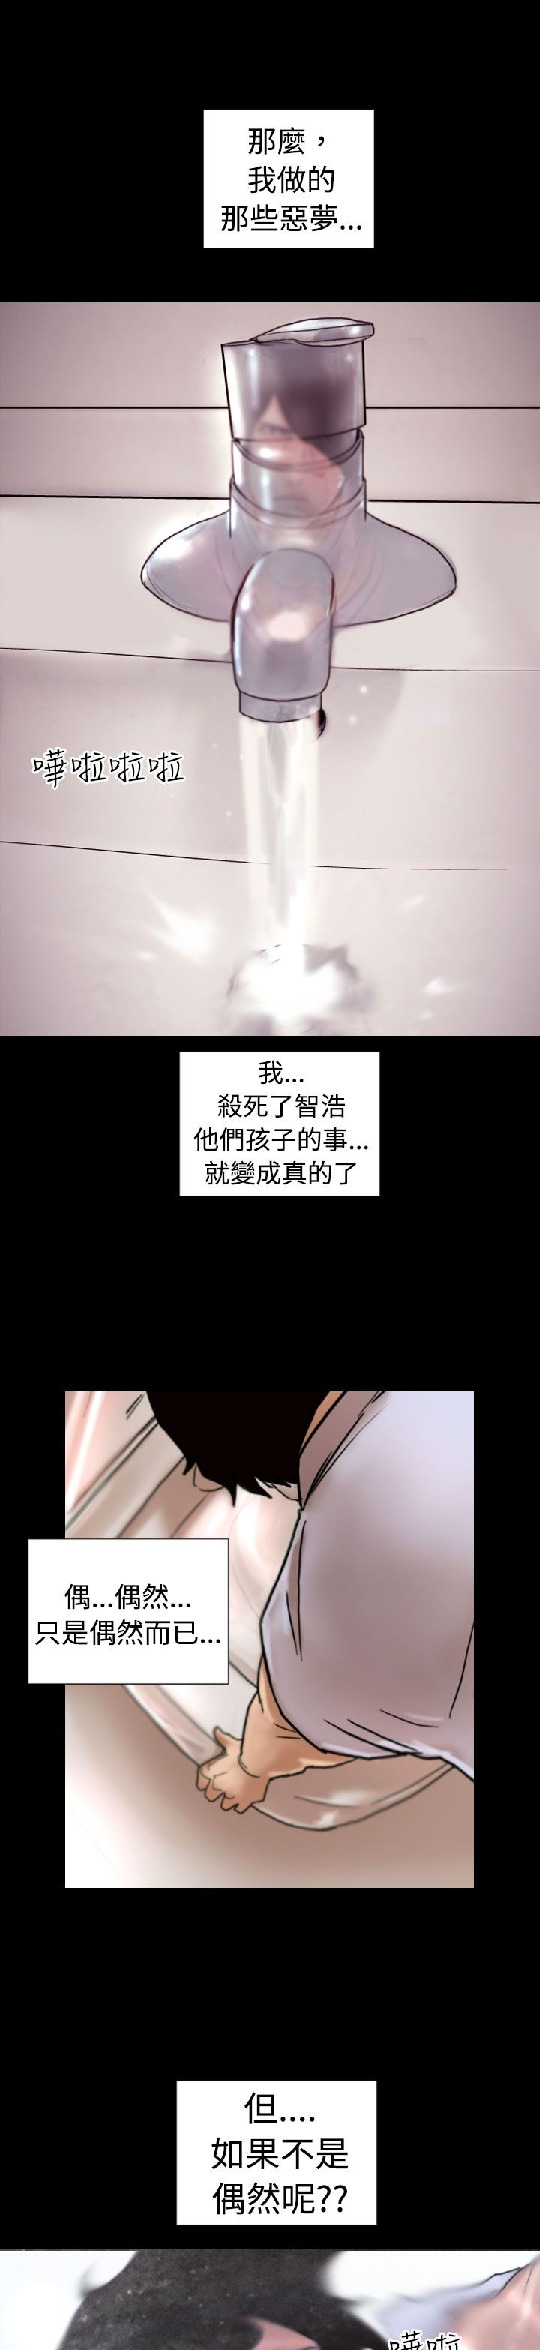 那麼，
我做的
那些惡夢...
嘩啦啦啦
我...
殺死了智浩
他們孩子的事...
就變成真的了
偶...偶然...
只是偶然而已...
但....
如果不是
偶然呢??
嘩啦